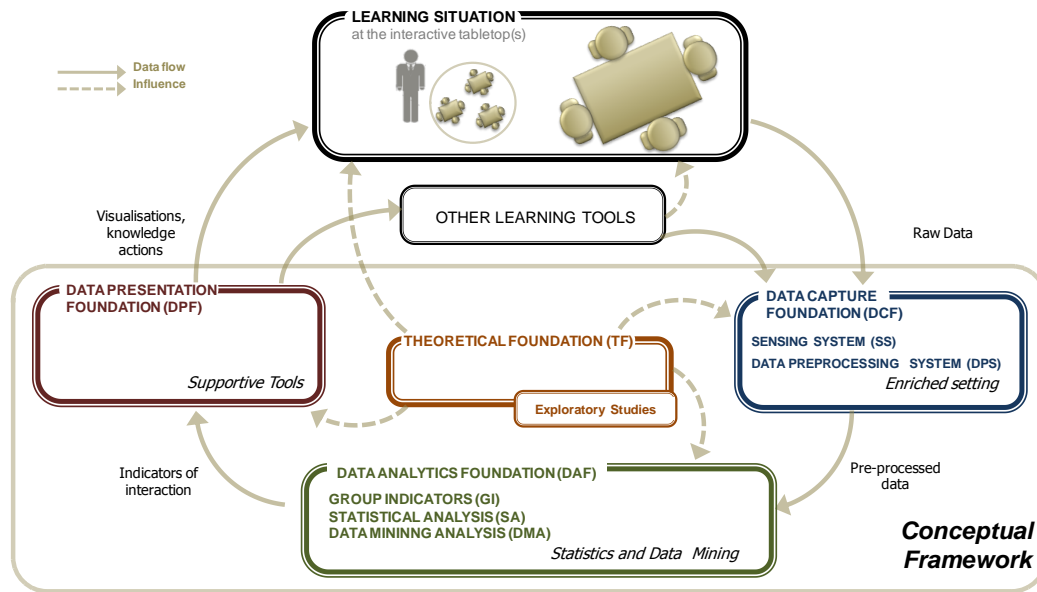 LEARNING SITUATION
at the interactive tabletop(s)
Data flow
Influence
OTHER LEARNING TOOLS
Visualisations,
knowledge
actions
Raw Data
DATA PRESENTATION
FOUNDATION (DPF)
Supportive Tools
THEORETICAL FOUNDATION (TF)
Exploratory Studies
DATA CAPTURE
FOUNDATION (DCF)
SENSING SYSTEM (SS)
DATA PREPROCESSING SYSTEM (DPS)
Enriched setting
Indicators of
interaction
DATA ANALYTICS FOUNDATION (DAF)
GROUP INDICATORS (GI)
STATISTICAL ANALYSIS (SA)
DATA MININNG ANALYSIS (DMA)
Statistics and Data Mining
Pre-processed
data
Conceptual
Framework